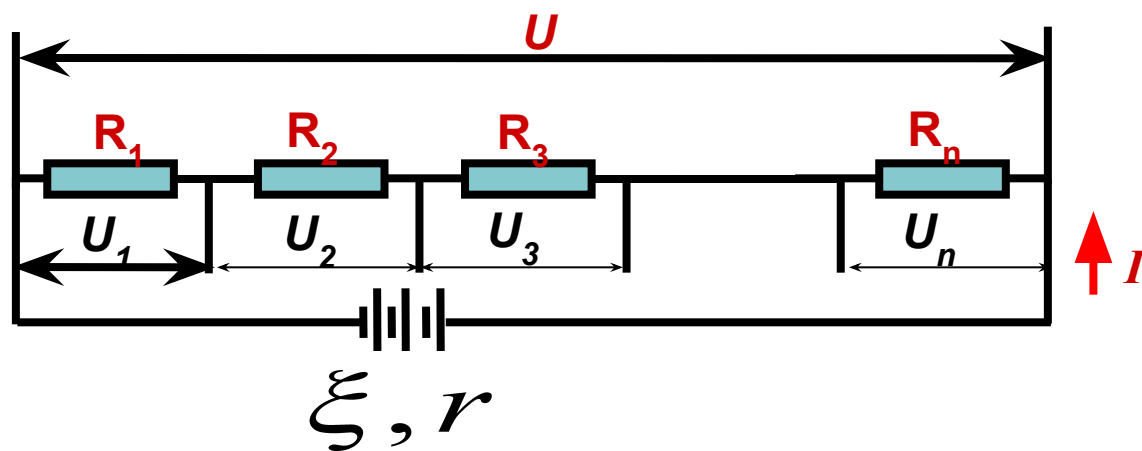 U
R₁ R₂ R₃ Rₙ
U₁ U₂ U₃ Uₙ
I
ξ, r